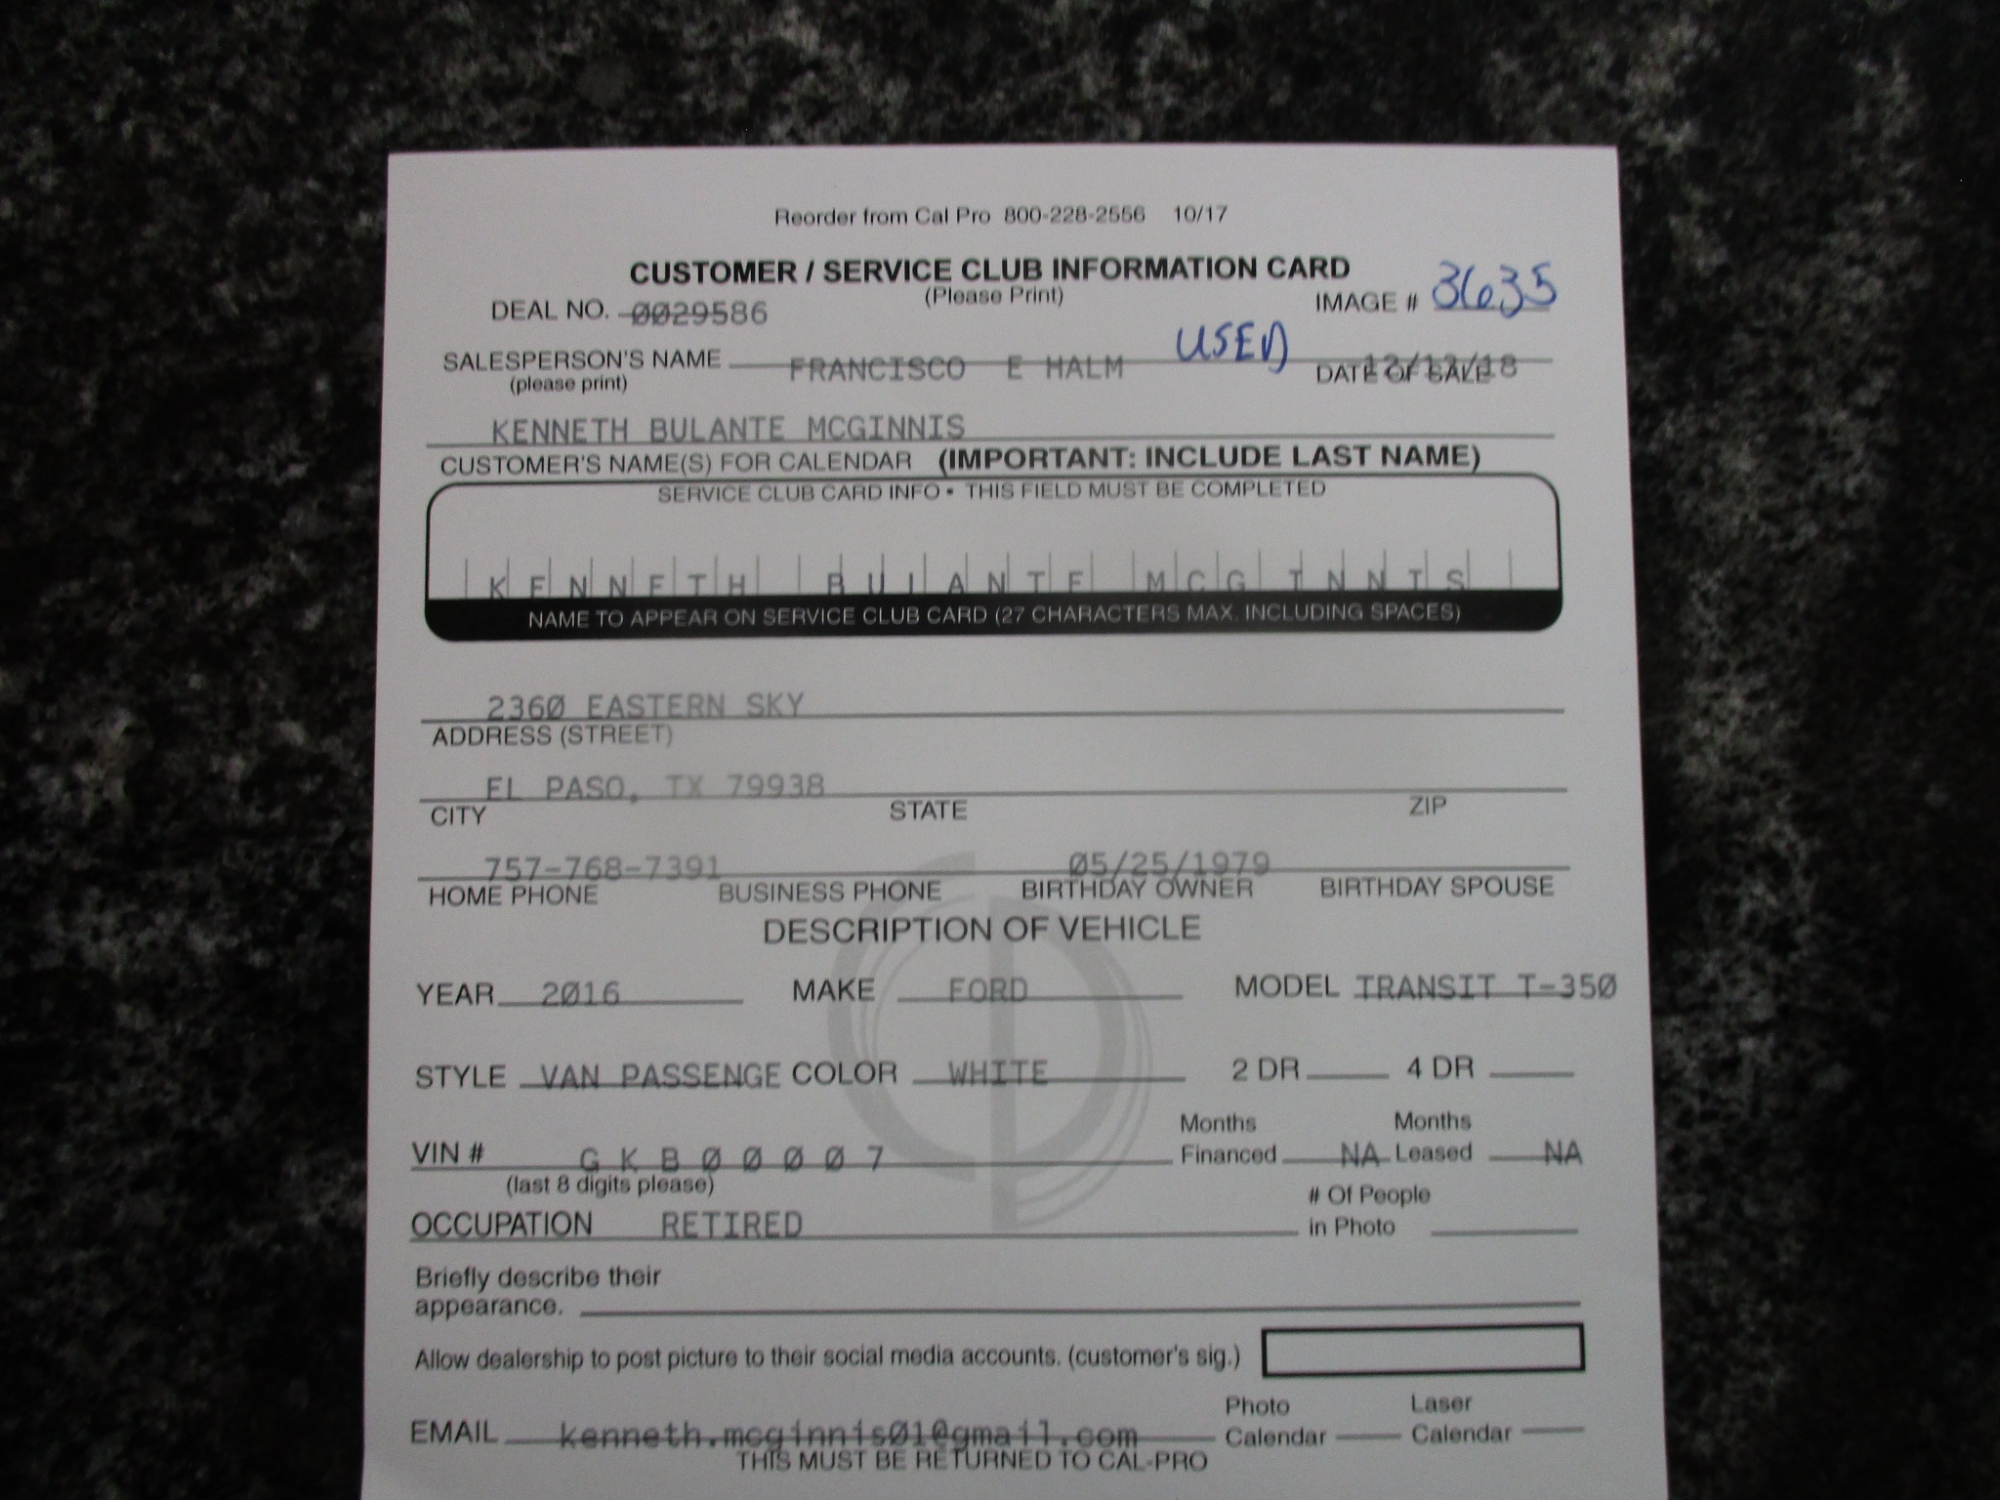 Reorder from Cal Pro 800-228-2556 10/17
CUSTOMER / SERVICE CLUB INFORMATION CARD
(Please Print)
DEAL NO. 0029586
IMAGE # 3635
USED
SALESPERSON'S NAME FRANCISCO E HALM
(please print)
DATE OF SALE
KENNETH BULANTE MCGINNIS
CUSTOMER'S NAME(S) FOR CALENDAR (IMPORTANT: INCLUDE LAST NAME)
SERVICE CLUB CARD INFO • THIS FIELD MUST BE COMPLETED
KENNETH BULANTE MCGINNIS
NAME TO APPEAR ON SERVICE CLUB CARD (27 CHARACTERS MAX. INCLUDING SPACES)
2360 EASTERN SKY
ADDRESS (STREET)
EL PASO, TX 79938
CITY STATE ZIP
757-768-7391 05/25/1979
HOME PHONE BUSINESS PHONE BIRTHDAY OWNER BIRTHDAY SPOUSE
DESCRIPTION OF VEHICLE
YEAR 2016 MAKE FORD MODEL TRANSIT T-350
STYLE VAN PASSENGE COLOR WHITE 2 DR 4 DR
VIN # GKB00007
(last 8 digits please)
Months Financed NA Months Leased NA
OCCUPATION RETIRED
# Of People in Photo
Briefly describe their
appearance.
Allow dealership to post picture to their social media accounts. (customer's sig.)
EMAIL kenneth.mcginnis01@gmail.com
Photo Calendar Laser Calendar
THIS MUST BE RETURNED TO CAL-PRO